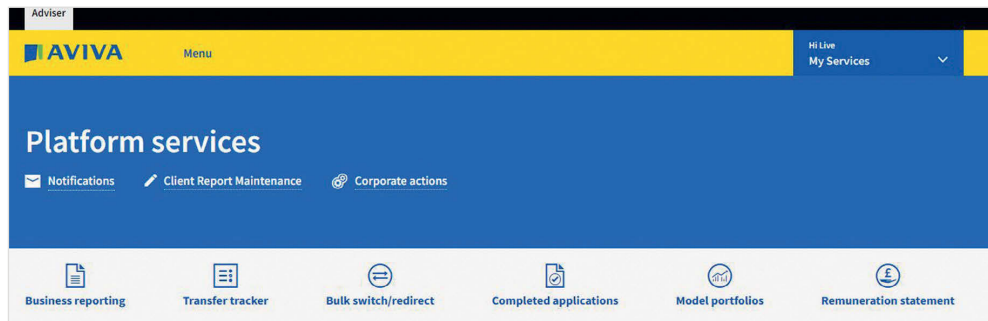 Adviser
AVIVA
Menu
Hi Live
My Services
Platform services
Notifications
Client Report Maintenance
Corporate actions
Business reporting
Transfer tracker
Bulk switch/redirect
Completed applications
Model portfolios
£
Remuneration statement